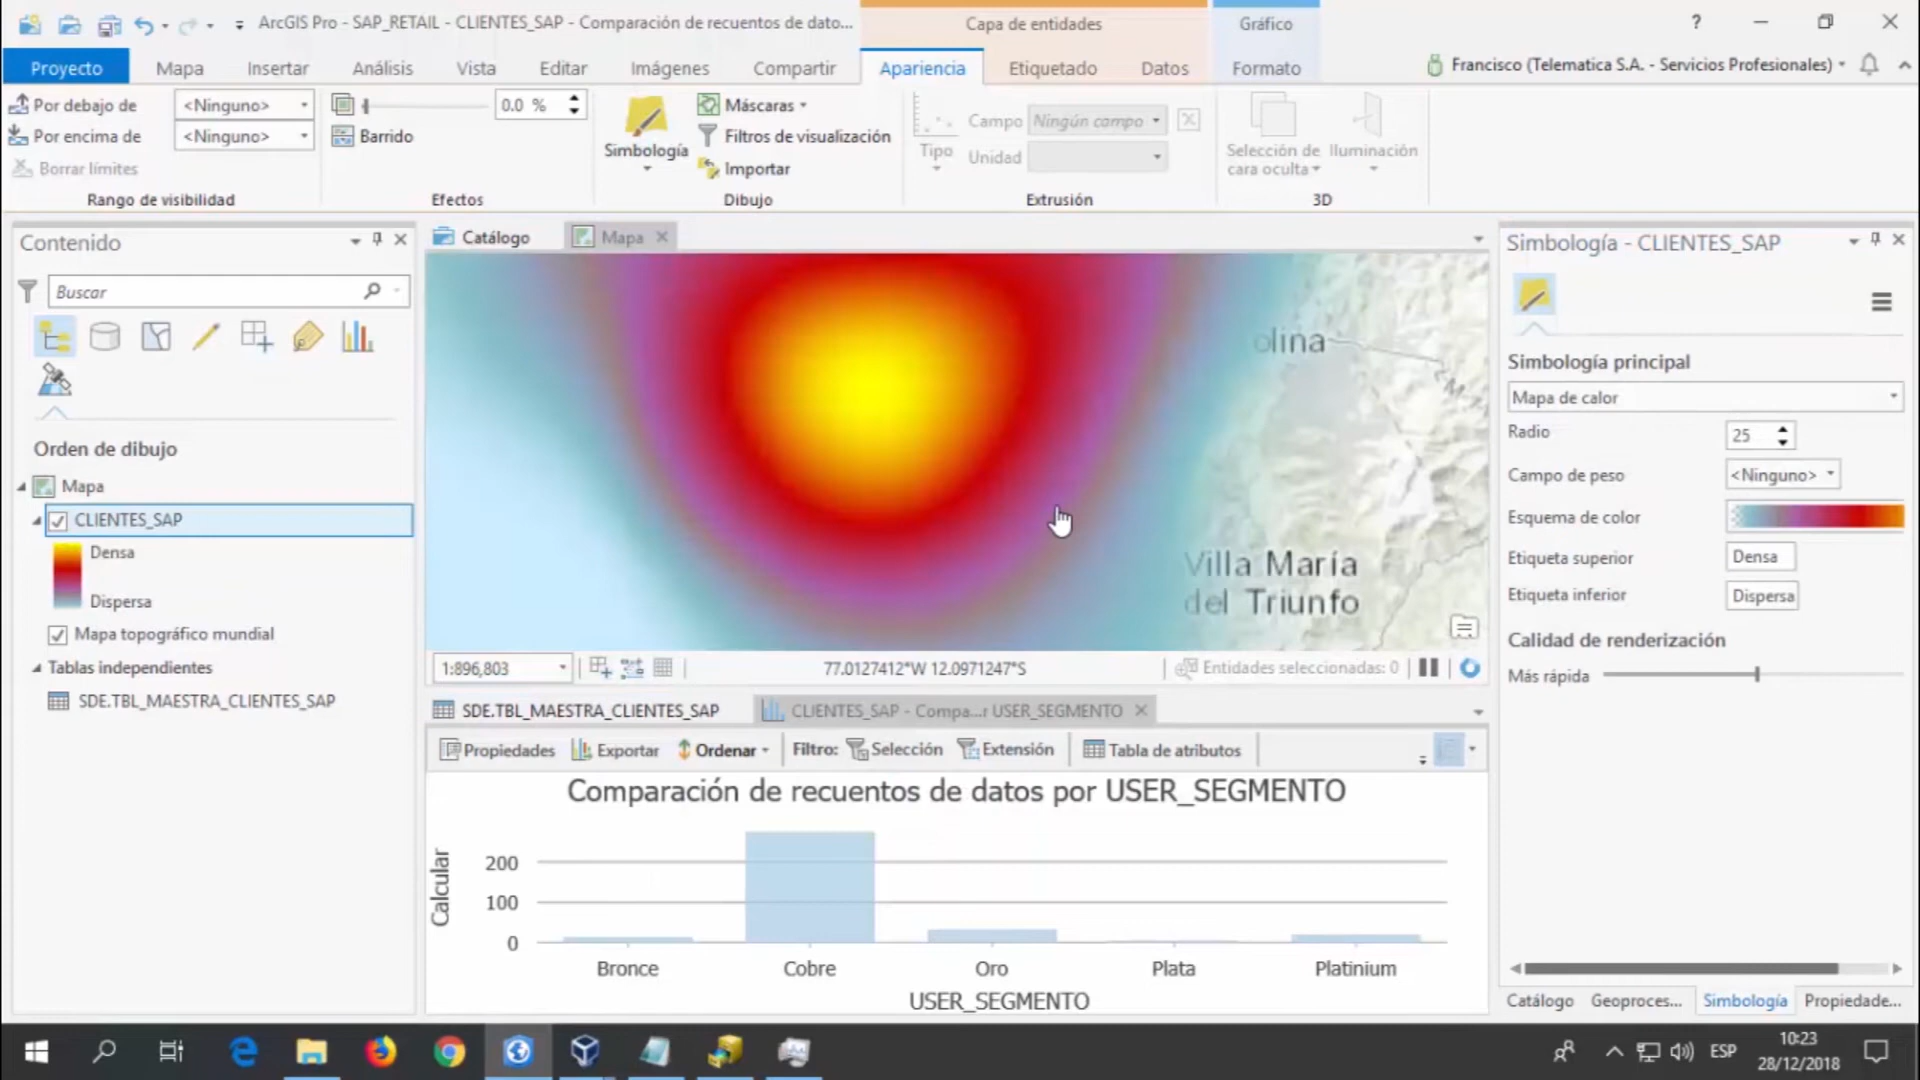 ArcGIS Pro - SAP_RETAIL - CLIENTES_SAP - Comparación de recuentos de dato...
Capa de entidades
Gráfico
?
Proyecto
Mapa
Insertar
Análisis
Vista
Editar
Imágenes
Compartir
Apariencia
Etiquetado
Datos
Formato
Francisco (Telematica S.A. - Servicios Profesionales)
Por debajo de
<Ninguno>
Por encima de
<Ninguno>
Borrar límites
Rango de visibilidad
0.0 %
Barrido
Efectos
Simbología
Máscaras
Filtros de visualización
Importar
Dibujo
Tipo
Campo
Ningún campo
Unidad
Extrusión
Selección de
cara oculta
Iluminación
3D
Contenido
Buscar
Orden de dibujo
Mapa
CLIENTES_SAP
Densa
Dispersa
Mapa topográfico mundial
Tablas independientes
SDE.TBL_MAESTRA_CLIENTES_SAP
Catálogo
Mapa
olina
Villa María
del Triunfo
1:896,803
77.0127412°W 12.0971247°S
Entidades seleccionadas: 0
SDE.TBL_MAESTRA_CLIENTES_SAP
CLIENTES_SAP - Compa...r USER_SEGMENTO
Propiedades
Exportar
Ordenar
Filtro:
Selección
Extensión
Tabla de atributos
Comparación de recuentos de datos por USER_SEGMENTO
Calcular
200
100
0
Bronce
Cobre
Oro
Plata
Platinium
USER_SEGMENTO
Simbología - CLIENTES_SAP
Simbología principal
Mapa de calor
Radio
25
Campo de peso
<Ninguno>
Esquema de color
Etiqueta superior
Densa
Etiqueta inferior
Dispersa
Calidad de renderización
Más rápida
Catálogo
Geoproces...
Simbología
Propiedade...
ESP
10:23
28/12/2018